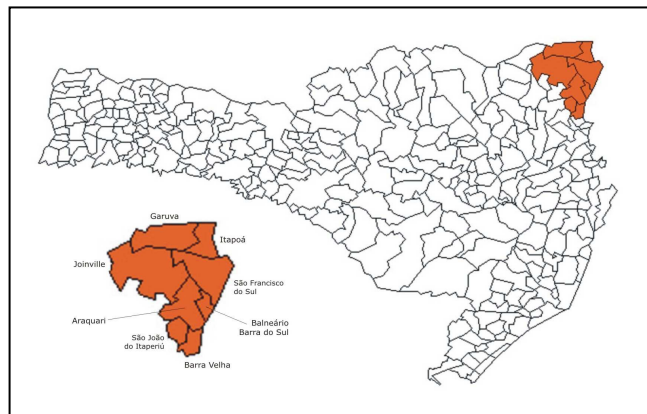 Garuva
Itapoá
Joinville
São Francisco
do Sul
Araquari
Balneário
Barra do Sul
São João
do Itaperiú
Barra Velha